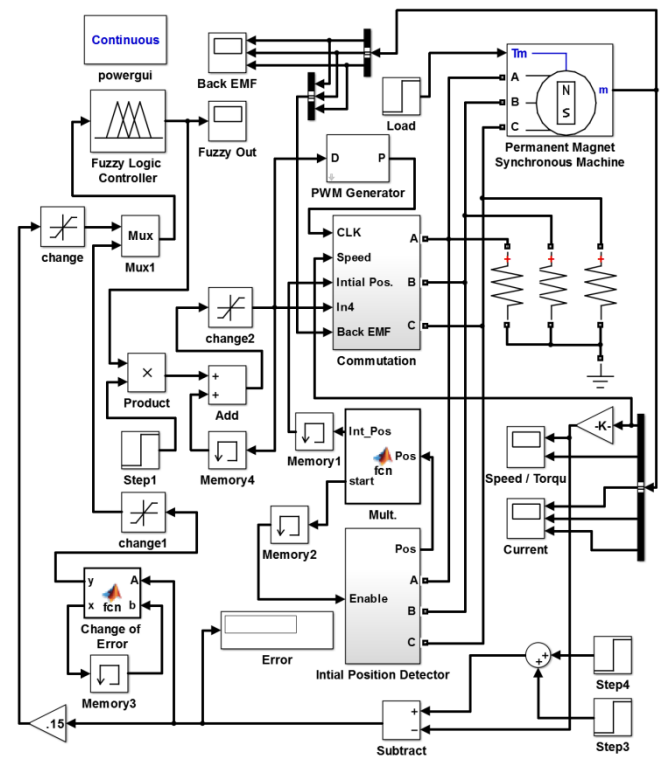 Continuous
powergui
Back EMF
Fuzzy Logic
Controller
Fuzzy Out
Load
Tm
A
B
C
m
N
S
Permanent Magnet
Synchronous Machine
D
P
PWM Generator
change
Mux
Mux1
CLK
Speed
Intial Pos.
In4
Back EMF
A
B
C
Commutation
change2
×
Product
+
+
Add
Step1
Memory4
Memory1
Int_Pos
Pos
fcn
start
Mult.
-K-
Speed / Torqu
Current
change1
Memory2
Pos
A
Enable
B
C
Intial Position Detector
y
A
x
fcn
b
Change of
Error
Memory3
Error
+
+
Step4
Step3
.15
+
−
Subtract